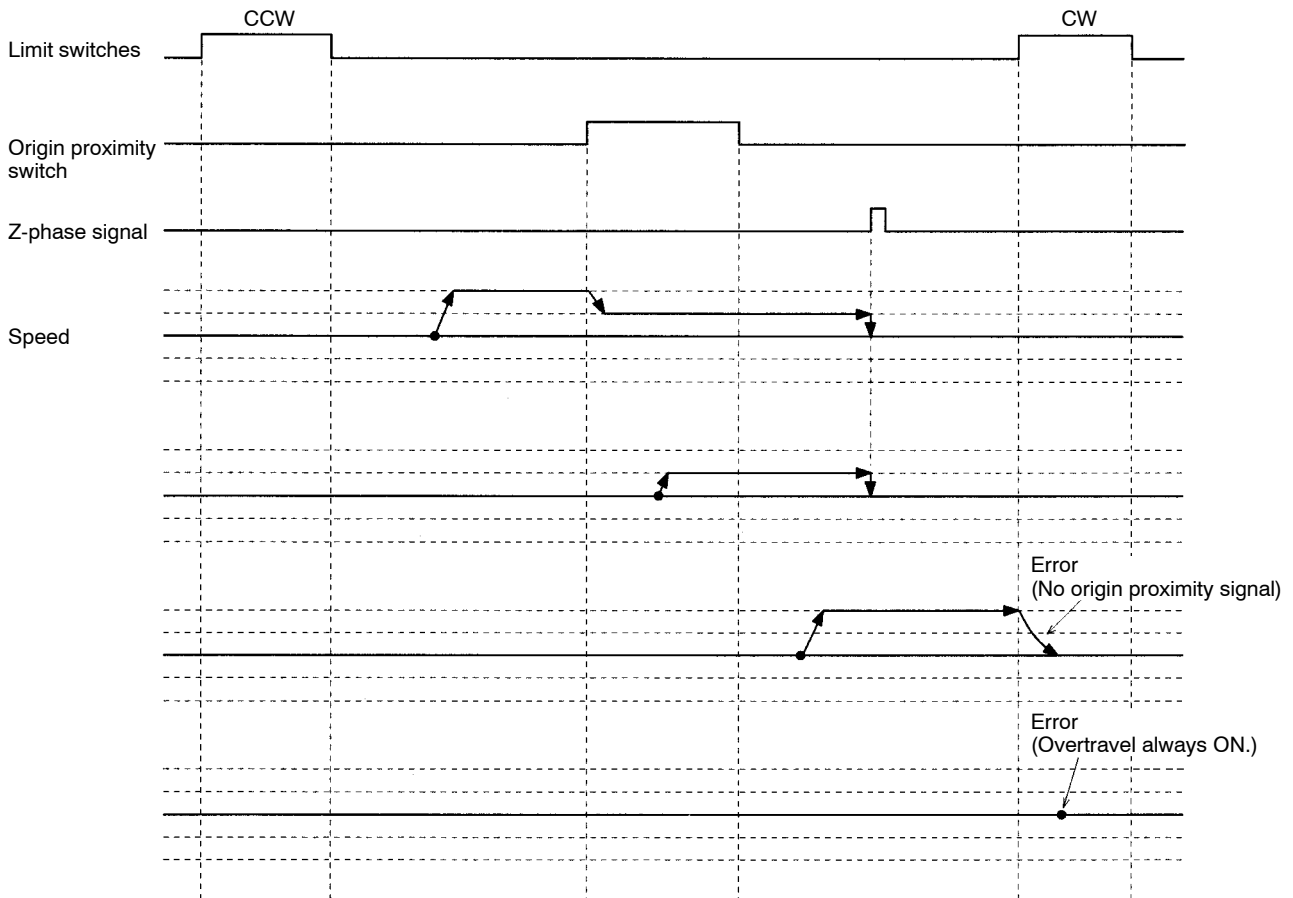 CCW
CW
Limit switches
Origin proximity
switch
Z-phase signal
Speed
Error
(No origin proximity signal)
Error
(Overtravel always ON.)